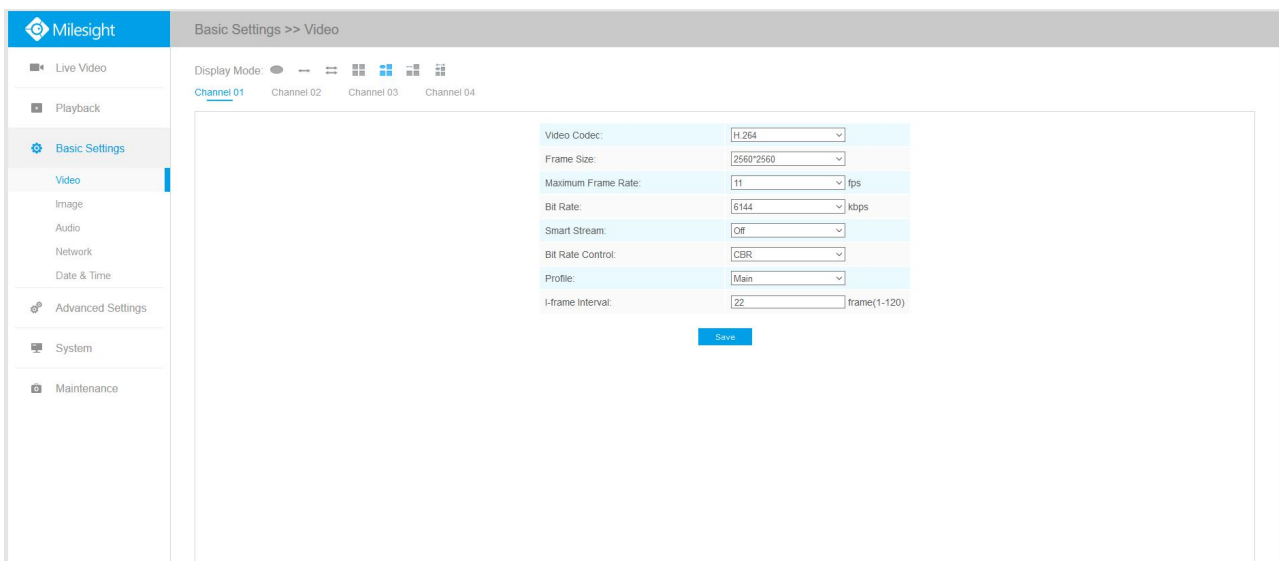 Milesight
Basic Settings >> Video
Live Video
Playback
Basic Settings
Video
Image
Audio
Network
Date & Time
Advanced Settings
System
Maintenance
Display Mode:
Channel 01 Channel 02 Channel 03 Channel 04
Video Codec: H.264
Frame Size: 2560*2560
Maximum Frame Rate: 11 fps
Bit Rate: 6144 kbps
Smart Stream: Off
Bit Rate Control: CBR
Profile: Main
I-frame Interval: 22 frame(1-120)
Save